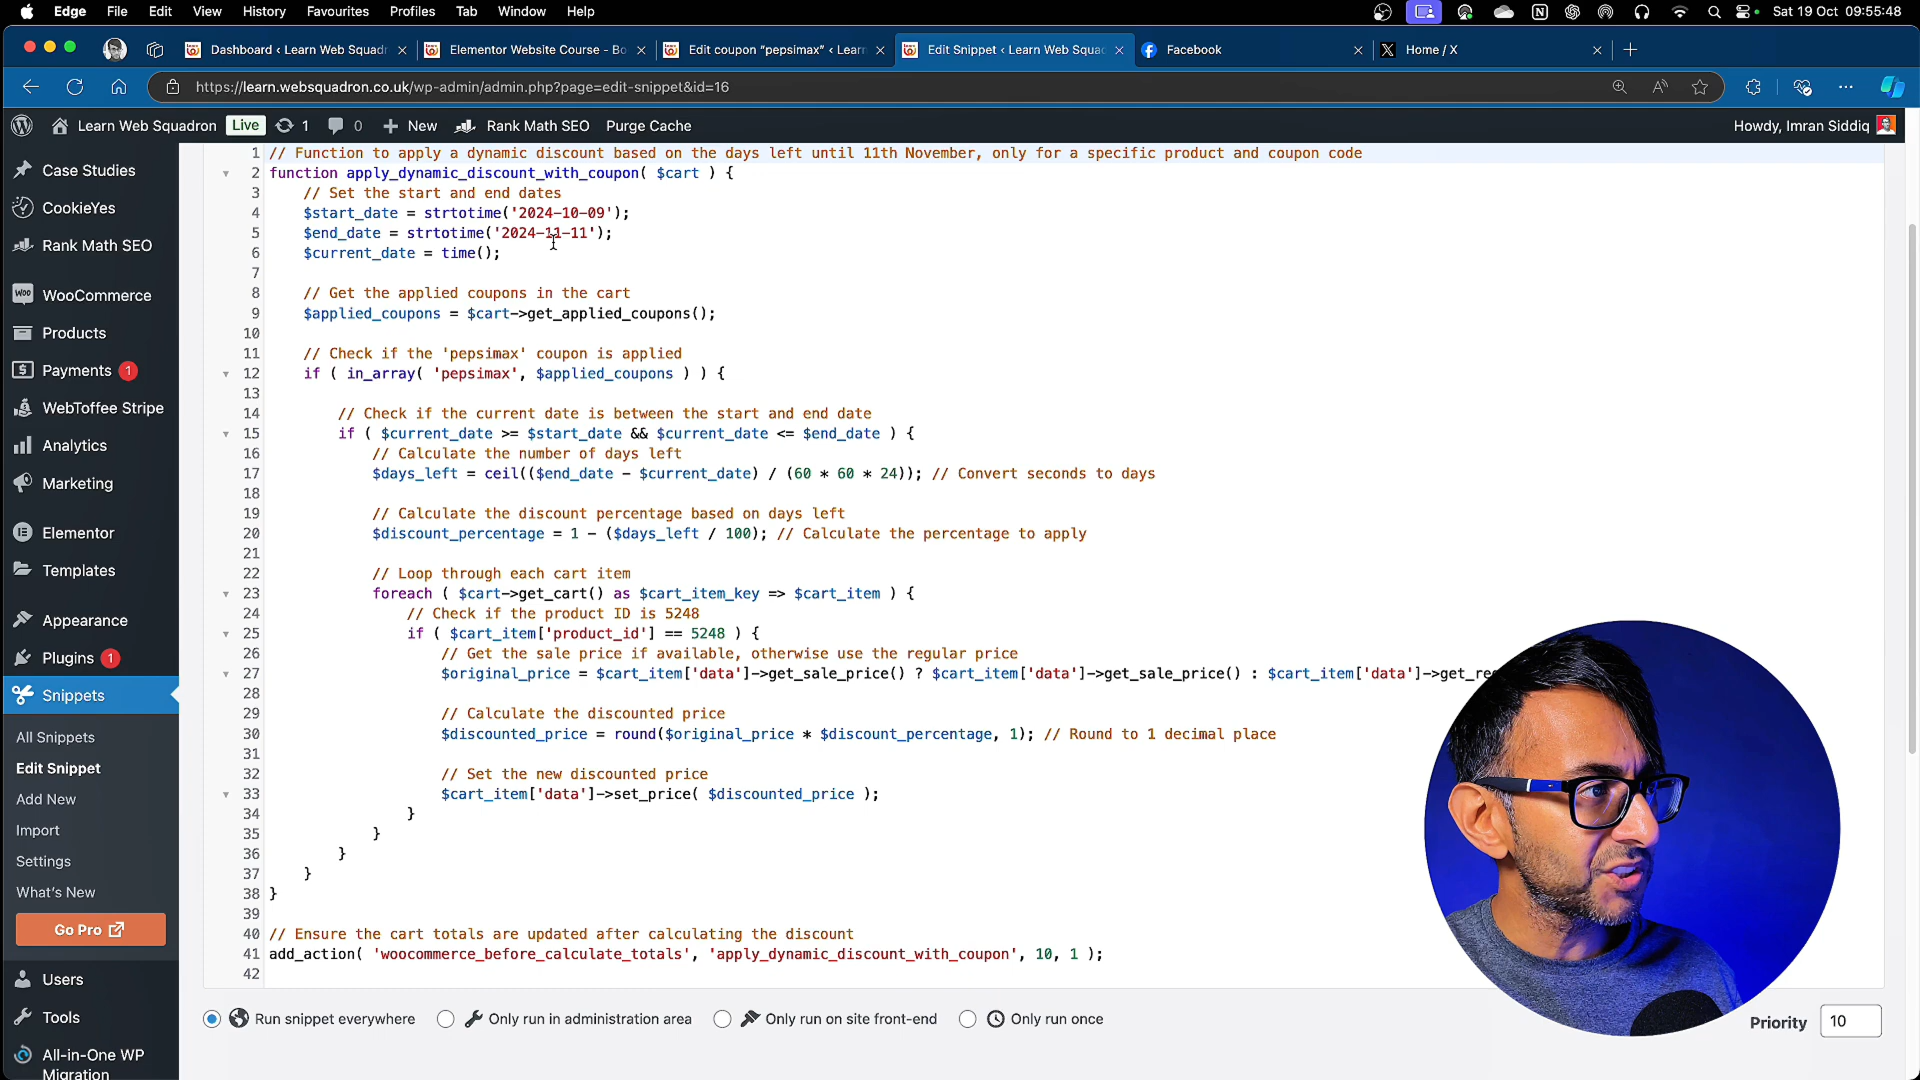 Edge File Edit View History Favourites Profiles Tab Window Help Sat 19 Oct 09:55:48
Dashboard ‹ Learn Web Squadr Elementor Website Course - Bo Edit coupon "pepsimax" ‹ Learn Edit Snippet ‹ Learn Web Squad Facebook Home / X
https://learn.websquadron.co.uk/wp-admin/admin.php?page=edit-snippet&id=16
Learn Web Squadron Live 1 0 New Rank Math SEO Purge Cache Howdy, Imran Siddiq
Case Studies
CookieYes
Rank Math SEO
WooCommerce
Products
Payments 1
WebToffee Stripe
Analytics
Marketing
Elementor
Templates
Appearance
Plugins 1
Snippets
All Snippets
Edit Snippet
Add New
Import
Settings
What's New
Go Pro
Users
Tools
All-in-One WP
Migration
1 // Function to apply a dynamic discount based on the days left until 11th November, only for a specific product and coupon code
2 function apply_dynamic_discount_with_coupon( $cart ) {
3 // Set the start and end dates
4 $start_date = strtotime('2024-10-09');
5 $end_date = strtotime('2024-11-11');
6 $current_date = time();
7
8 // Get the applied coupons in the cart
9 $applied_coupons = $cart->get_applied_coupons();
10
11 // Check if the 'pepsimax' coupon is applied
12 if ( in_array( 'pepsimax', $applied_coupons ) ) {
13
14 // Check if the current date is between the start and end date
15 if ( $current_date >= $start_date && $current_date <= $end_date ) {
16 // Calculate the number of days left
17 $days_left = ceil(($end_date - $current_date) / (60 * 60 * 24)); // Convert seconds to days
18
19 // Calculate the discount percentage based on days left
20 $discount_percentage = 1 - ($days_left / 100); // Calculate the percentage to apply
21
22 // Loop through each cart item
23 foreach ( $cart->get_cart() as $cart_item_key => $cart_item ) {
24 // Check if the product ID is 5248
25 if ( $cart_item['product_id'] == 5248 ) {
26 // Get the sale price if available, otherwise use the regular price
27 $original_price = $cart_item['data']->get_sale_price() ? $cart_item['data']->get_sale_price() : $cart_item['data']->get_re
28
29 // Calculate the discounted price
30 $discounted_price = round($original_price * $discount_percentage, 1); // Round to 1 decimal place
31
32 // Set the new discounted price
33 $cart_item['data']->set_price( $discounted_price );
34 }
35 }
36 }
37 }
38 }
39
40 // Ensure the cart totals are updated after calculating the discount
41 add_action( 'woocommerce_before_calculate_totals', 'apply_dynamic_discount_with_coupon', 10, 1 );
42
Run snippet everywhere Only run in administration area Only run on site front-end Only run once Priority 10